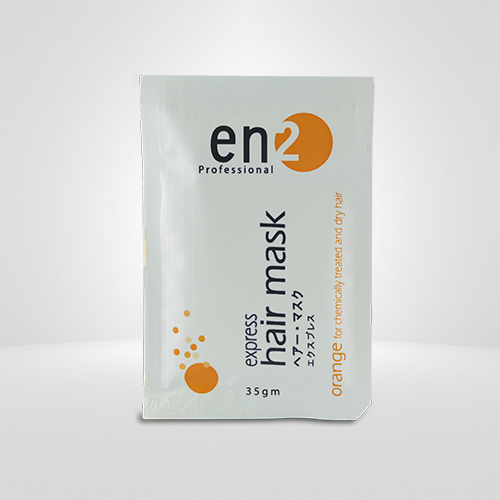 en2
Professional
express
hair mask
ヘアー・マスク
エクスプレス
orange for chemically treated and dry hair
35gm